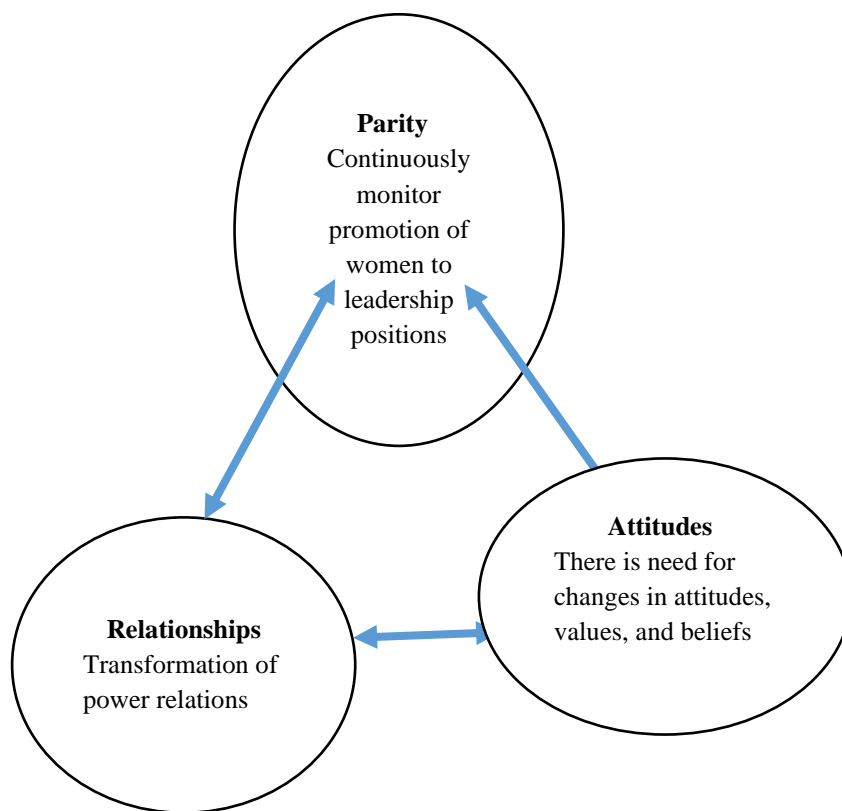 Parity
Continuously
monitor
promotion of
women to
leadership
positions
Attitudes
There is need for
changes in attitudes,
values, and beliefs
Relationships
Transformation of
power relations